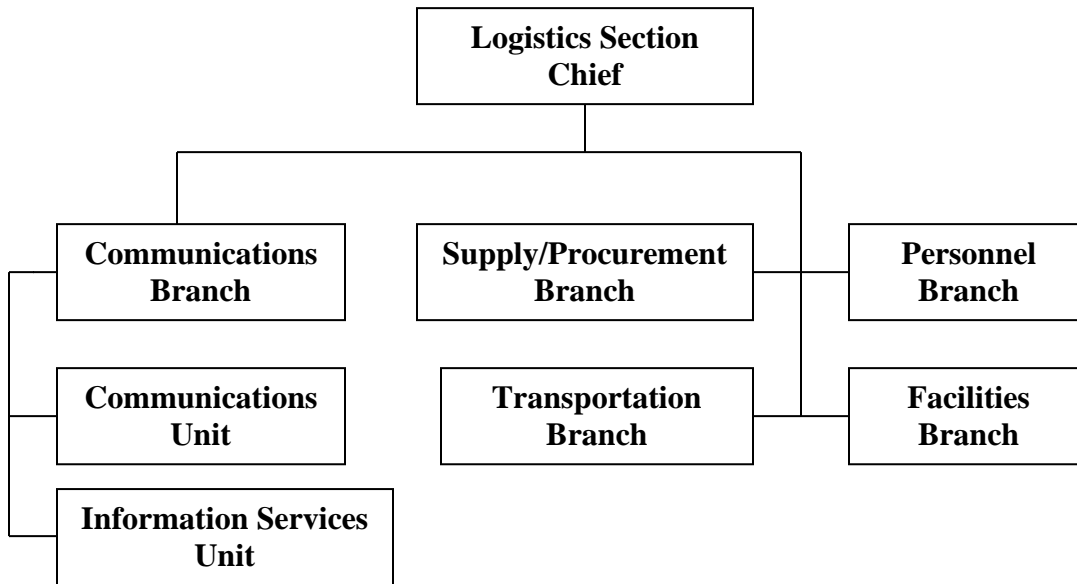 Logistics Section
Chief
Communications
Branch
Supply/Procurement
Branch
Personnel
Branch
Communications
Unit
Transportation
Branch
Facilities
Branch
Information Services
Unit